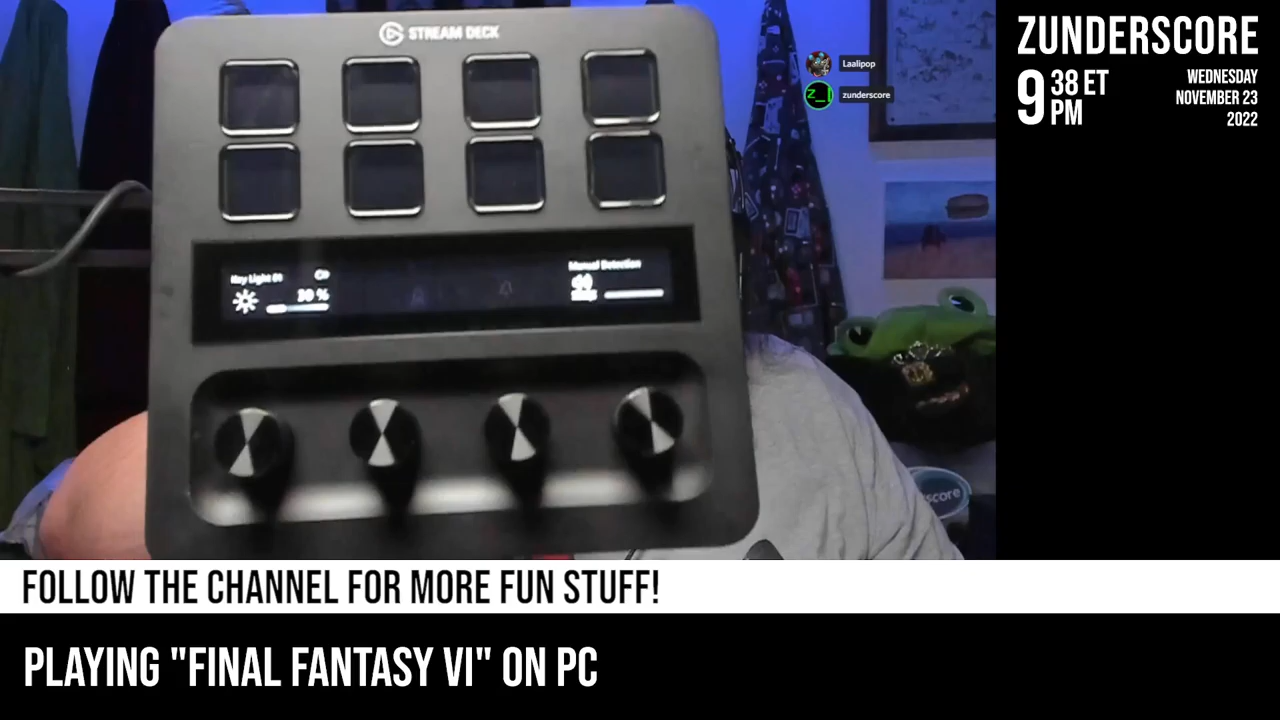 STREAM DECK
Key Light
Manual Detection
Laalipop
zunderscore
ZUNDERSCORE
9 38 ET
PM
WEDNESDAY
NOVEMBER 23
2022
score
FOLLOW THE CHANNEL FOR MORE FUN STUFF!
PLAYING "FINAL FANTASY VI" ON PC